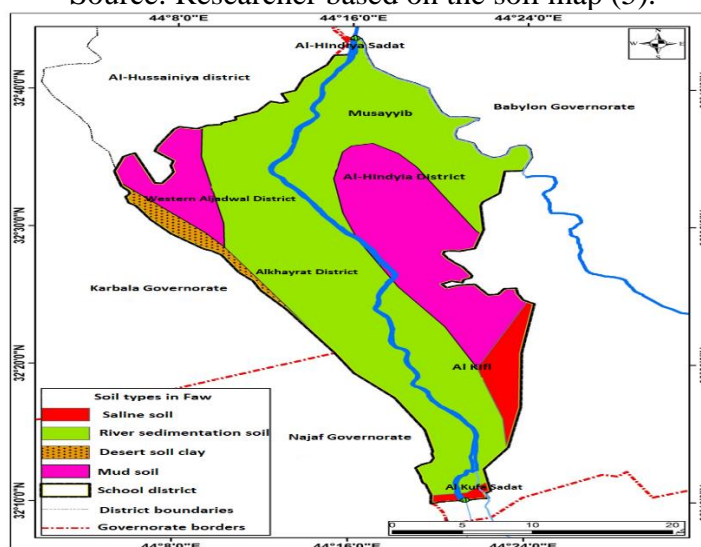 Source: Researcher based on the soil map (3).
44°8'0"E
44°16'0"E
44°24'0"E
Al-Hindiya Sadat
Al-Hussainiya district
32°40'0"N
Musayyib
Babylon Governorate
Al-Hindyia District
Western Aljadwal District
32°30'0"N
Alkhayrat District
Karbala Governorate
32°20'0"N
Al Kifl
Soil types in Faw
Saline soil
River sedimentation soil
Najaf Governorate
Desert soil clay
Mud soil
Al Kufa Sadat
School district
32°10'0"N
District boundaries
Governorate borders
0 5 10 20
44°8'0"E
44°16'0"E
44°24'0"E